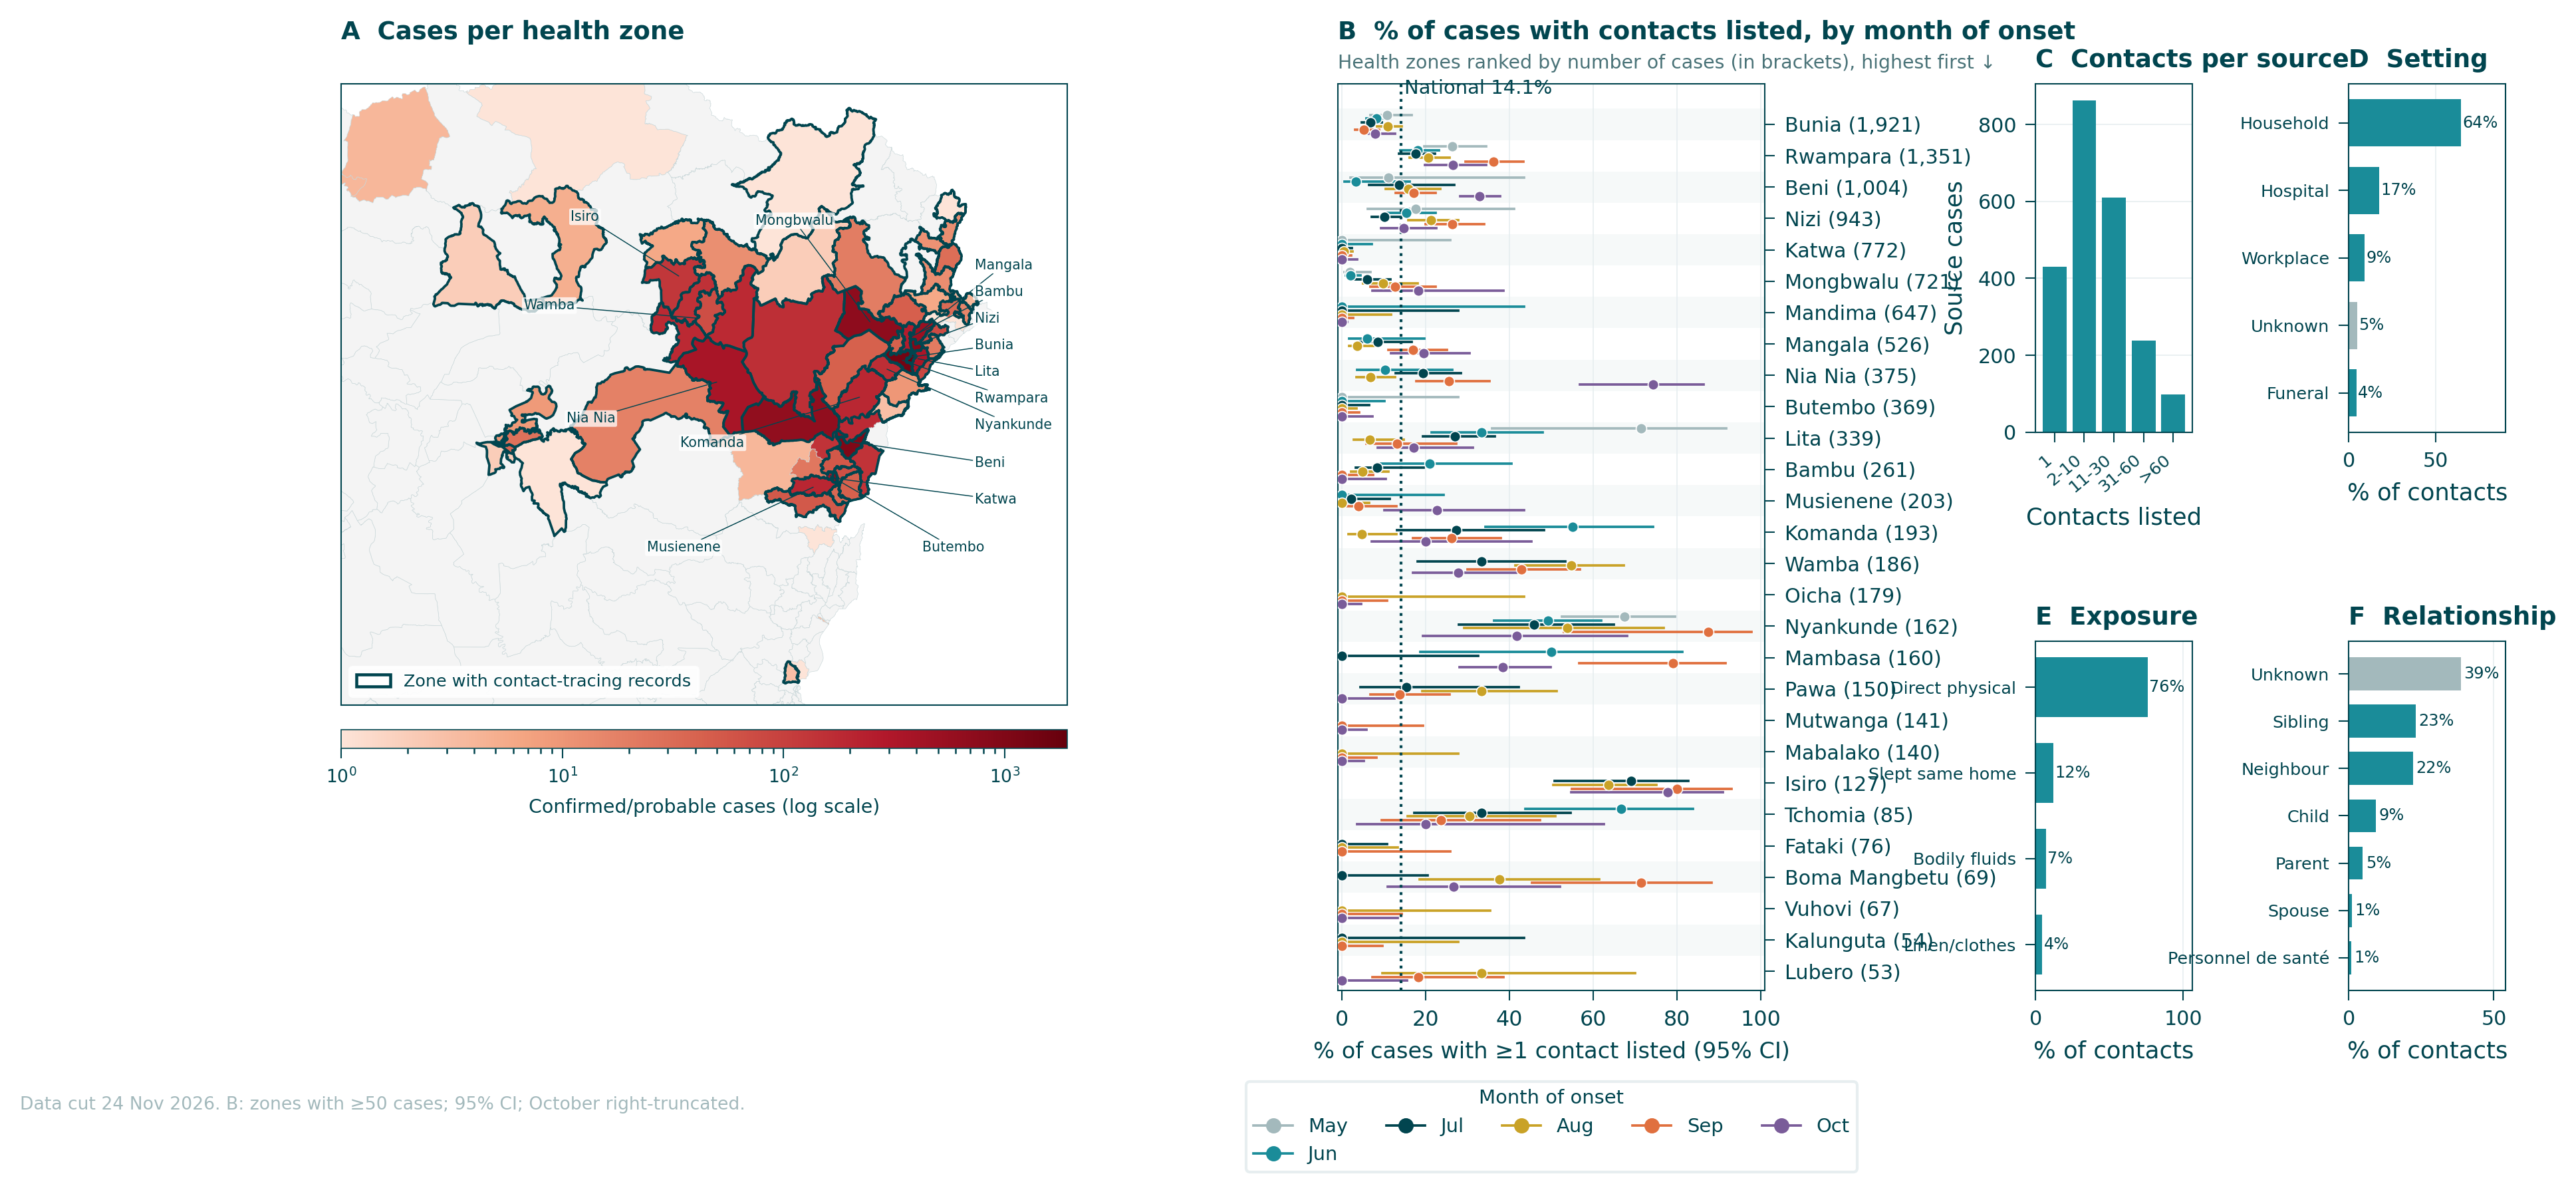 A  Cases per health zone
Isiro
Mongbwalu
Wamba
Mangala
Bambu
Nizi
Bunia
Lita
Rwampara
Nyankunde
Nia Nia
Komanda
Beni
Katwa
Musienene
Butembo
Zone with contact-tracing records
10⁰ 10¹ 10² 10³
Confirmed/probable cases (log scale)
B  % of cases with contacts listed, by month of onset
Health zones ranked by number of cases (in brackets), highest first ↓
National 14.1%
Bunia (1,921)
Rwampara (1,351)
Beni (1,004)
Nizi (943)
Katwa (772)
Mongbwalu (721)
Mandima (647)
Mangala (526)
Nia Nia (375)
Butembo (369)
Lita (339)
Bambu (261)
Musienene (203)
Komanda (193)
Wamba (186)
Oicha (179)
Nyankunde (162)
Mambasa (160)
Pawa (150)
Mutwanga (141)
Mabalako (140)
Isiro (127)
Tchomia (85)
Fataki (76)
Boma Mangbetu (69)
Vuhovi (67)
Kalunguta (54)
Lubero (53)
0 20 40 60 80 100
% of cases with ≥1 contact listed (95% CI)
Month of onset
May Jul Aug Sep Oct
Jun
C  Contacts per source
Source cases
800
600
400
200
0
1 2-10 11-30 31-60 >60
Contacts listed
D  Setting
Household 64%
Hospital 17%
Workplace 9%
Unknown 5%
Funeral 4%
0 50
% of contacts
E  Exposure
Direct physical 76%
Slept same home 12%
Bodily fluids 7%
Linen/clothes 4%
0 100
% of contacts
F  Relationship
Unknown 39%
Sibling 23%
Neighbour 22%
Child 9%
Parent 5%
Spouse 1%
Personnel de santé 1%
0 50
% of contacts
Data cut 24 Nov 2026. B: zones with ≥50 cases; 95% CI; October right-truncated.